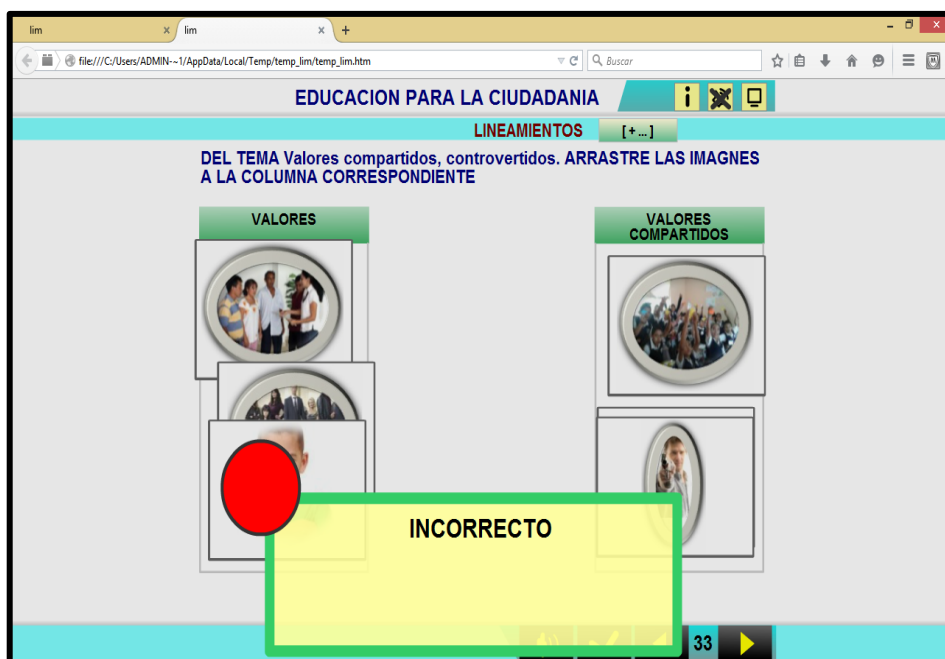 lim
lim
file:///C:/Users/ADMIN-~1/AppData/Local/Temp/temp_lim/temp_lim.htm
Buscar
EDUCACION PARA LA CIUDADANIA
LINEAMIENTOS
[+...]
DEL TEMA Valores compartidos, controvertidos. ARRASTRE LAS IMAGNES
A LA COLUMNA CORRESPONDIENTE
VALORES
VALORES
COMPARTIDOS
INCORRECTO
33